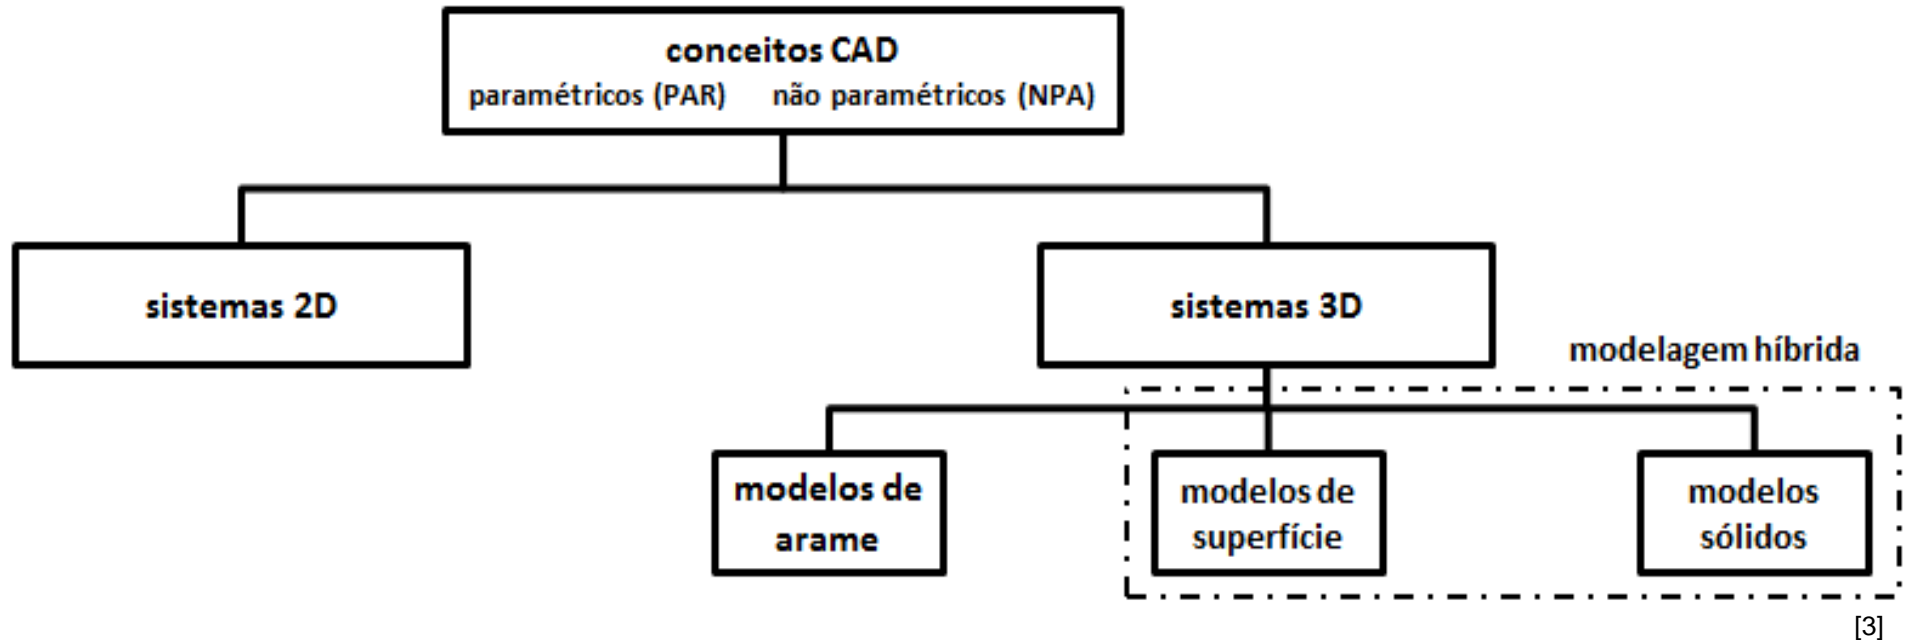 conceitos CAD
paramétricos (PAR) não paramétricos (NPA)
sistemas 2D
sistemas 3D
modelagem híbrida
modelos de
arame
modelos de
superfície
modelos
sólidos
[3]